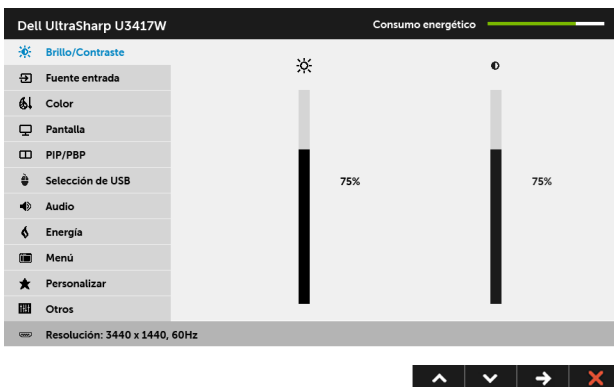 Dell UltraSharp U3417W
Consumo energético
Brillo/Contraste
Fuente entrada
Color
Pantalla
PIP/PBP
Selección de USB
Audio
Energía
Menú
Personalizar
Otros
75%
75%
Resolución: 3440 x 1440, 60Hz